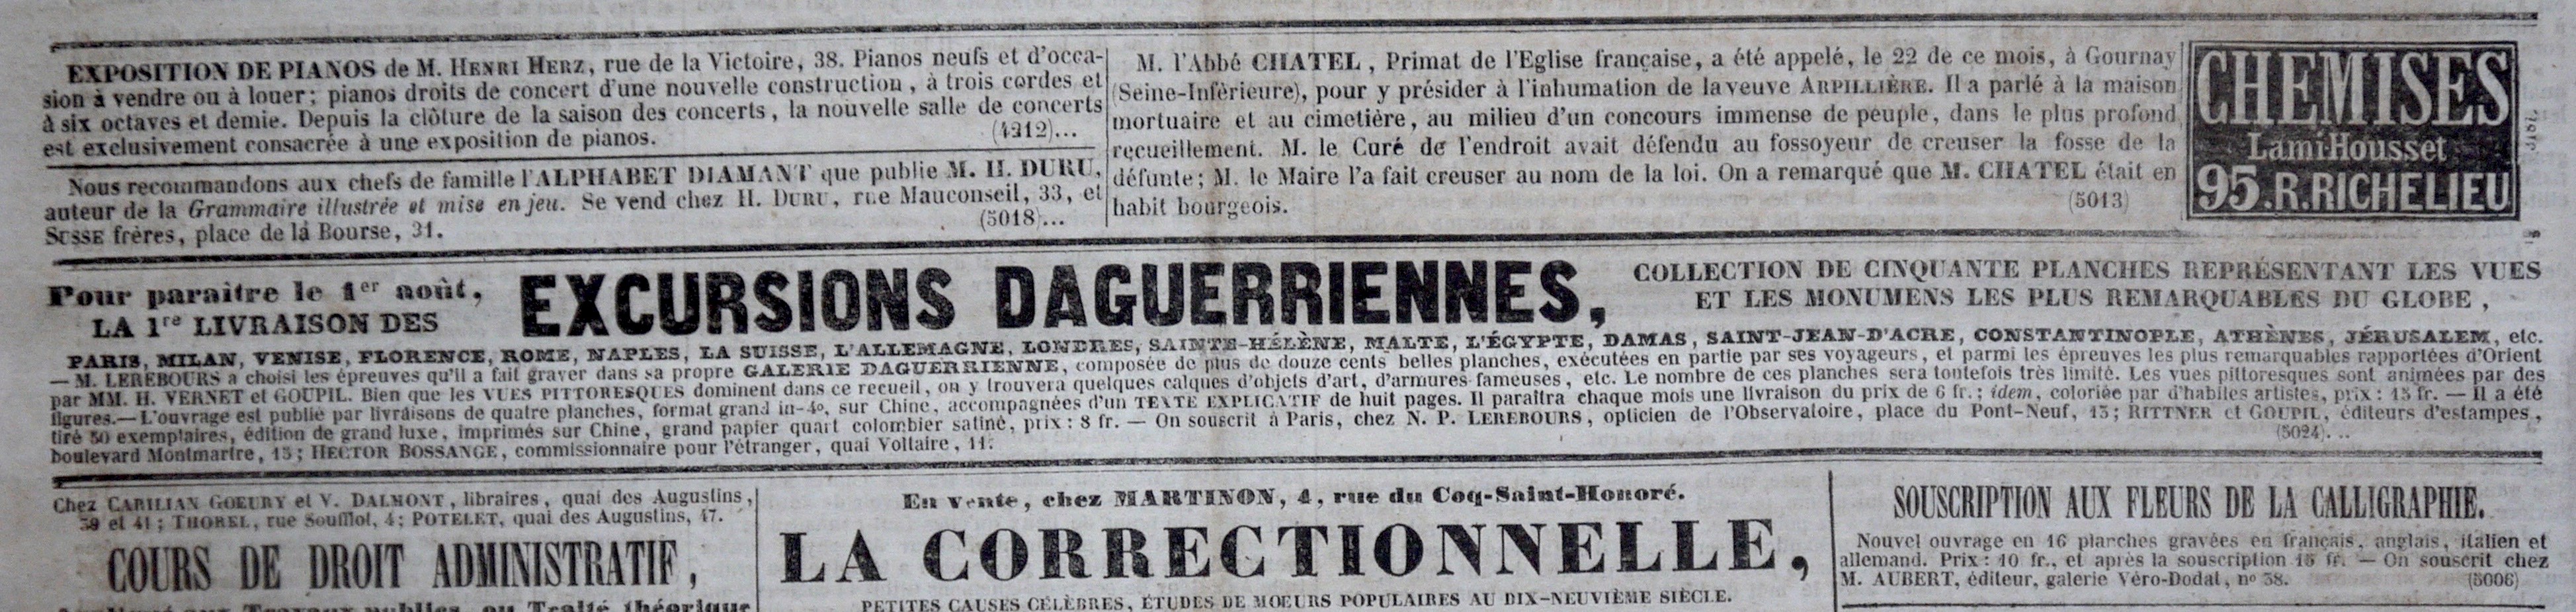 EXPOSITION DE PIANOS de M. HENRI HERZ, rue de la Victoire, 38. Pianos neufs et d'occa-
sion à vendre ou à louer; pianos droits de concert d'une nouvelle construction, à trois cordes et
à six octaves et demie. Depuis la clôture de la saison des concerts, la nouvelle salle de concerts
est exclusivement consacrée à une exposition de pianos. (4212)...
Nous recommandons aux chefs de famille l'ALPHABET DIAMANT que publie M. H. DURU,
auteur de la Grammaire illustrée et mise en jeu. Se vend chez H. DURU, rue Mauconseil, 33, et
SUSSE frères, place de la Bourse, 31. (5018)...
M. l'Abbé CHATEL, Primat de l'Eglise française, a été appelé, le 22 de ce mois, à Gournay
(Seine-Inférieure), pour y présider à l'inhumation de la veuve ARPILLIÈRE. Il a parlé à la maison
mortuaire et au cimetière, au milieu d'un concours immense de peuple, dans le plus profond
recueillement. M. le Curé de l'endroit avait défendu au fossoyeur de creuser la fosse de la
défunte; M. le Maire l'a fait creuser au nom de la loi. On a remarqué que M. CHATEL était en
habit bourgeois. (5013)
CHEMISES
Lami-Housset
95.R.RICHELIEU
Pour paraître le 1er août,
LA 1re LIVRAISON DES
EXCURSIONS DAGUERRIENNES,
COLLECTION DE CINQUANTE PLANCHES REPRÉSENTANT LES VUES
ET LES MONUMENS LES PLUS REMARQUABLES DU GLOBE,
PARIS, MILAN, VENISE, FLORENCE, ROME, NAPLES, LA SUISSE, L'ALLEMAGNE, LONDRES, SAINTE-HÉLÈNE, MALTE, L'ÉGYPTE, DAMAS, SAINT-JEAN-D'ACRE, CONSTANTINOPLE, ATHÈNES, JÉRUSALEM, etc.
— M. LEREBOURS a choisi les épreuves qu'il a fait graver dans sa propre GALERIE DAGUERRIENNE, composée de plus de douze cents belles planches, exécutées en partie par ses voyageurs, et parmi les épreuves les plus remarquables rapportées d'Orient
par MM. H. VERNET et GOUPIL. Bien que les VUES PITTORESQUES dominent dans ce recueil, on y trouvera quelques calques d'objets d'art, d'armures fameuses, etc. Le nombre de ces planches sera toutefois très limité. Les vues pittoresques sont animées par des
figures.— L'ouvrage est publié par livraisons de quatre planches, format grand in-4o, sur Chine, accompagnées d'un TEXTE EXPLICATIF de huit pages. Il paraîtra chaque mois une livraison du prix de 6 fr.; idem, coloriée par d'habiles artistes, prix: 15 fr. — Il a été
tiré 50 exemplaires, édition de grand luxe, imprimés sur Chine, grand papier quart colombier satiné, prix: 8 fr. — On souscrit à Paris, chez N. P. LEREBOURS, opticien de l'Observatoire, place du Pont-Neuf, 13; RITTNER et GOUPIL, éditeurs d'estampes,
boulevard Montmartre, 15; HECTOR BOSSANGE, commissionnaire pour l'étranger, quai Voltaire, 11. (5024)...
Chez CARILIAN GOEURY et V. DALMONT, libraires, quai des Augustins,
39 et 41; THOREL, rue Soufflot, 4; POTELET, quai des Augustins, 47.
COURS DE DROIT ADMINISTRATIF,
En vente, chez MARTINON, 4, rue du Coq-Saint-Honoré.
LA CORRECTIONNELLE,
PETITES CAUSES CÉLÈBRES, ÉTUDES DE MOEURS POPULAIRES AU DIX-NEUVIÈME SIÈCLE.
SOUSCRIPTION AUX FLEURS DE LA CALLIGRAPHIE.
Nouvel ouvrage en 16 planches gravées en français, anglais, italien et
allemand. Prix: 10 fr., et après la souscription 15 fr. — On souscrit chez
M. AUBERT, éditeur, galerie Véro-Dodat, no 38. (5006)